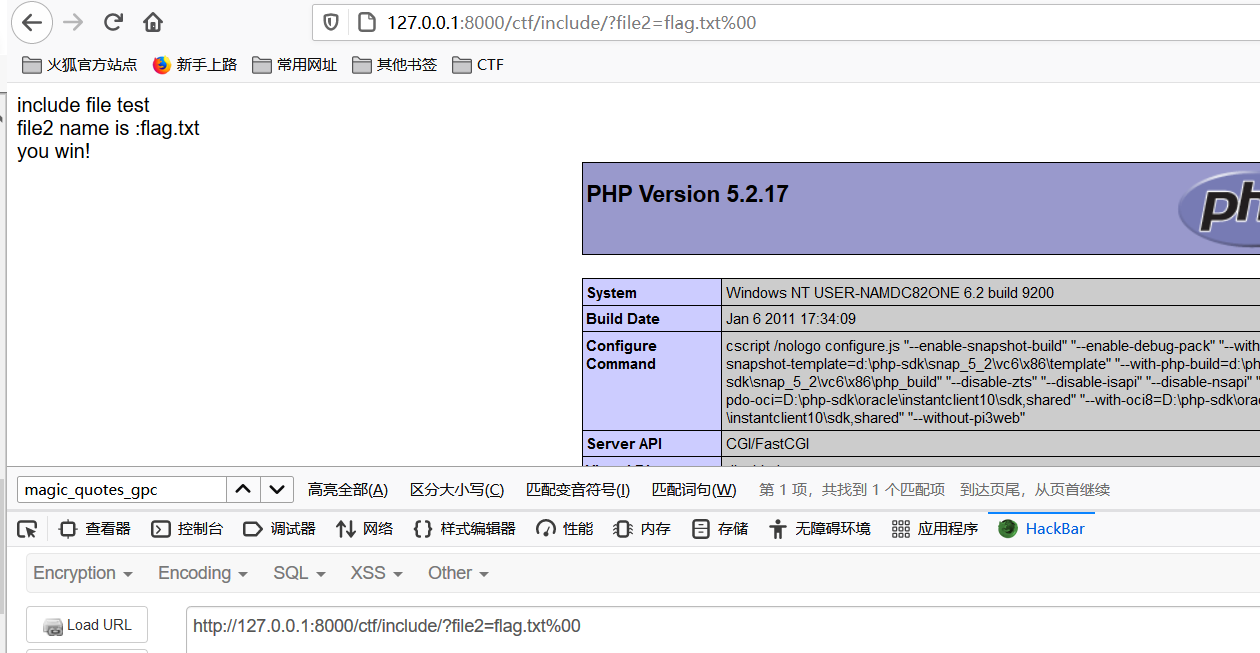 127.0.0.1:8000/ctf/include/?file2=flag.txt%00
火狐官方站点 新手上路 常用网址 其他书签 CTF
include file test
file2 name is :flag.txt
you win!
PHP Version 5.2.17
System Windows NT USER-NAMDC82ONE 6.2 build 9200
Build Date Jan 6 2011 17:34:09
Configure Command cscript /nologo configure.js "--enable-snapshot-build" "--enable-debug-pack" "--with
snapshot-template=d:\php-sdk\snap_5_2\vc6\x86\template" "--with-php-build=d:\ph
sdk\snap_5_2\vc6\x86\php_build" "--disable-zts" "--disable-isapi" "--disable-nsapi" "
pdo-oci=D:\php-sdk\oracle\instantclient10\sdk,shared" "--with-oci8=D:\php-sdk\orac
\instantclient10\sdk,shared" "--without-pi3web"
Server API CGI/FastCGI
magic_quotes_gpc 高亮全部(A) 区分大小写(C) 匹配变音符号(I) 匹配词句(W) 第 1 项，共找到 1 个匹配项 到达页尾，从页首继续
查看器 控制台 调试器 网络 样式编辑器 性能 内存 存储 无障碍环境 应用程序 HackBar
Encryption Encoding SQL XSS Other
Load URL http://127.0.0.1:8000/ctf/include/?file2=flag.txt%00